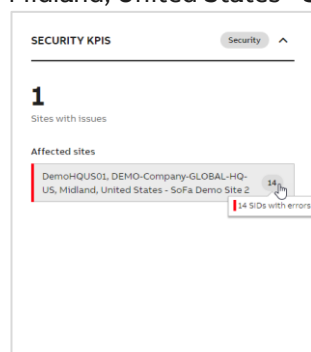 Midland, United States - S
SECURITY KPIS
Security
1
Sites with issues
Affected sites
DemoHQUS01, DEMO-Company-GLOBAL-HQ-
US, Midland, United States - SoFa Demo Site 2
14
14 SIDs with errors